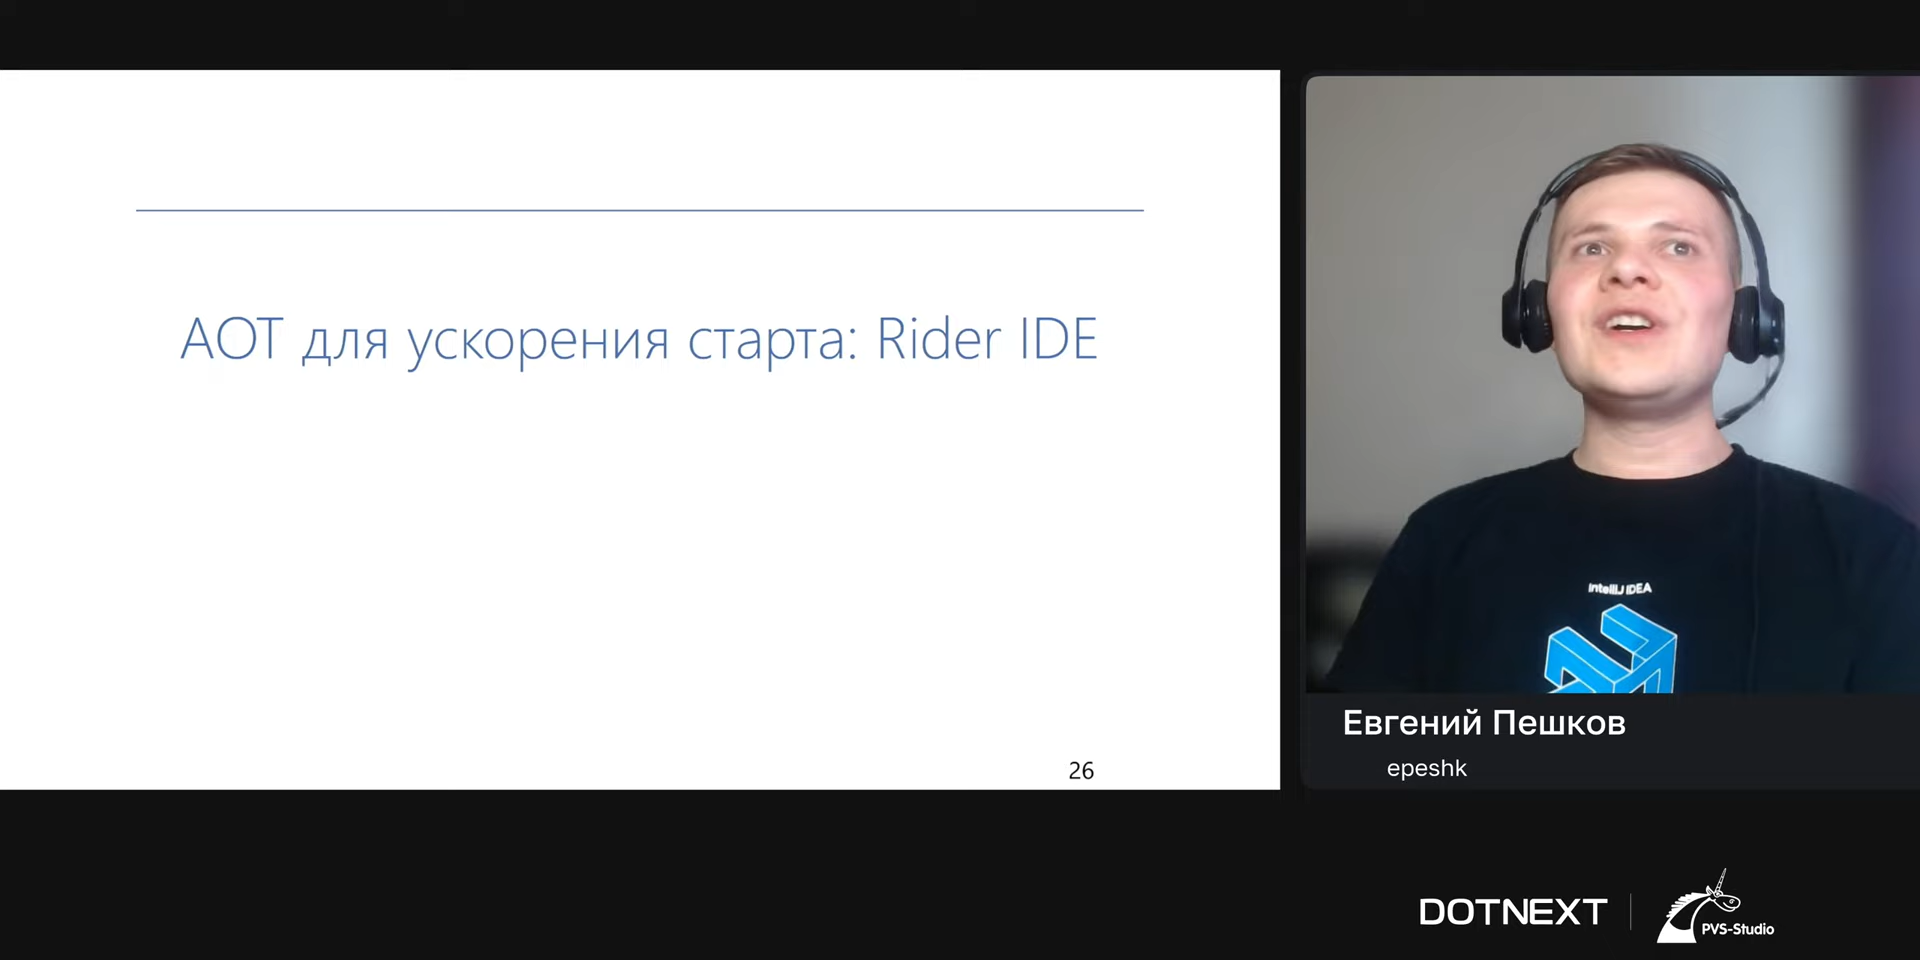 АОТ для ускорения старта: Rider IDE
26
IntelliJ IDEA
Евгений Пешков
epeshk
DOTNEXT
PVS-Studio